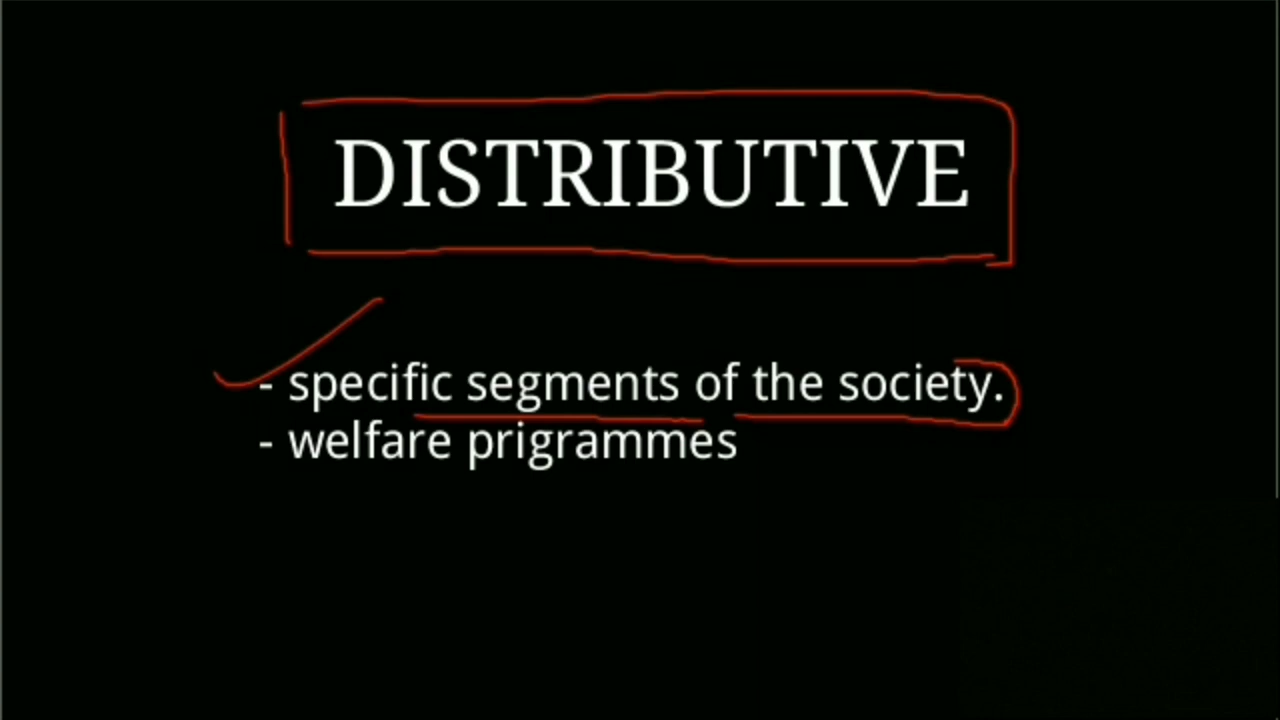 DISTRIBUTIVE
- specific segments of the society.
- welfare prigrammes